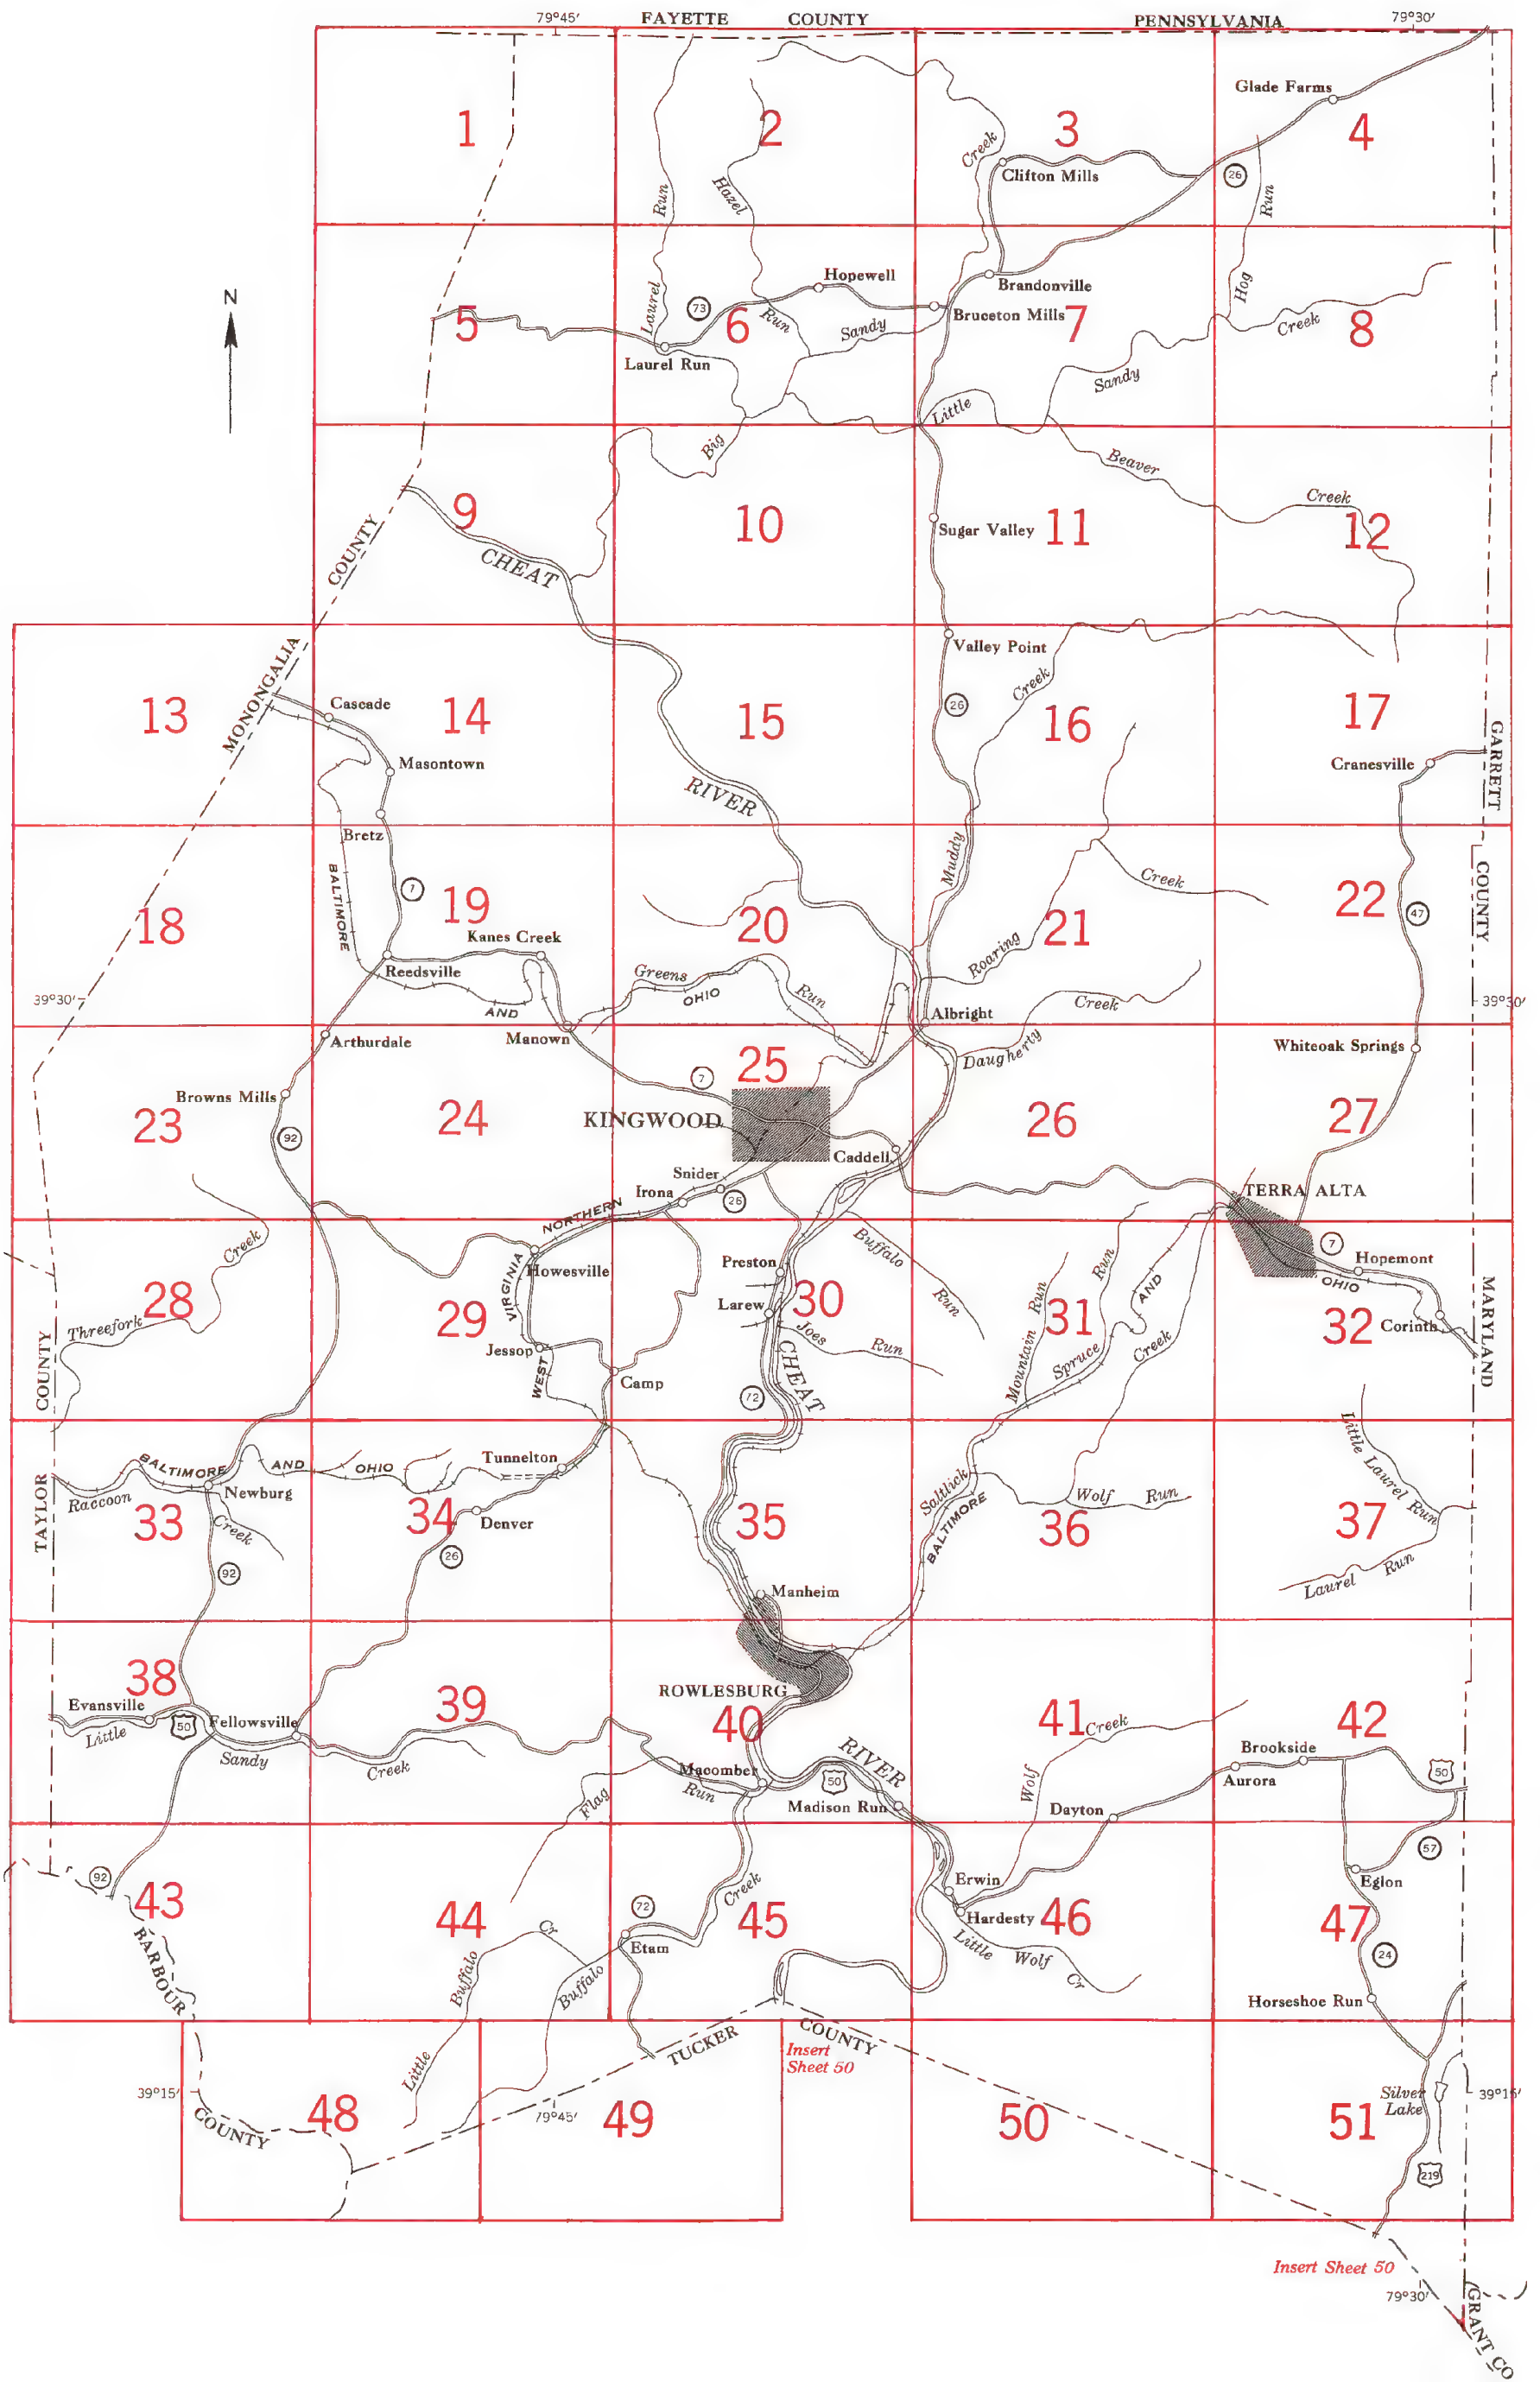 79°45′ FAYETTE COUNTY PENNSYLVANIA 79°30′
Glade Farms
1
2
3
4
Creek
Clifton Mills
26
Run
Hazel
Run
N
Hopewell
Brandonville
Hog
Laurel
73
5
6
Run
Sandy
Bruceton Mills
7
Creek
8
Laurel Run
Sandy
Little
Big
Beaver
Creek
9
10
Sugar Valley
11
12
COUNTY
CHEAT
MONONGALIA
Valley Point
Creek
13
Cascade
14
15
26
16
17
GARRETT
Masontown
Cranesville
RIVER
Bretz
Muddy
BALTIMORE
7
Creek
COUNTY
18
19
20
21
22
47
Kanes Creek
Reedsville
Greens
OHIO
Run
Roaring
39°30′
AND
Creek
39°30′
Albright
Arthurdale
Manown
Daugherty
Whiteoak Springs
25
7
Browns Mills
23
92
24
KINGWOOD
26
27
Caddell
Snider
Irona
26
TERRA ALTA
NORTHERN
Creek
Buffalo
Run
VIRGINIA
Howesville
Preston
Run
AND
7
Hopemont
OHIO
28
29
Larew
30
Run
31
32
Corinth
MARYLAND
Threefork
Joes
Run
Jessop
WEST
Camp
CHEAT
Mountain
Spruce
Creek
COUNTY
72
Little Laurel Run
BALTIMORE AND OHIO
Tunnelton
Raccoon
Newburg
Saltlick
Wolf Run
TAYLOR
33
Creek
34
Denver
35
BALTIMORE
36
37
92
26
Manheim
Laurel Run
38
ROWLESBURG
Evansville
Fellowsville
39
40
41
Creek
42
Little
50
Sandy
Creek
RIVER
Brookside
Macomber
Run
50
Aurora
50
Flag
Madison Run
Wolf
Dayton
57
92
Erwin
Eglon
43
44
Creek
45
46
47
72
Hardesty
Cr
Etam
Little Wolf Cr
24
BARBOUR
Buffalo
Buffalo
Horseshoe Run
TUCKER COUNTY
Insert
Sheet 50
Little
39°15′
Silver
Lake
39°15′
COUNTY
48
79°45′
49
50
51
219
Insert Sheet 50
79°30′
GRANT CO